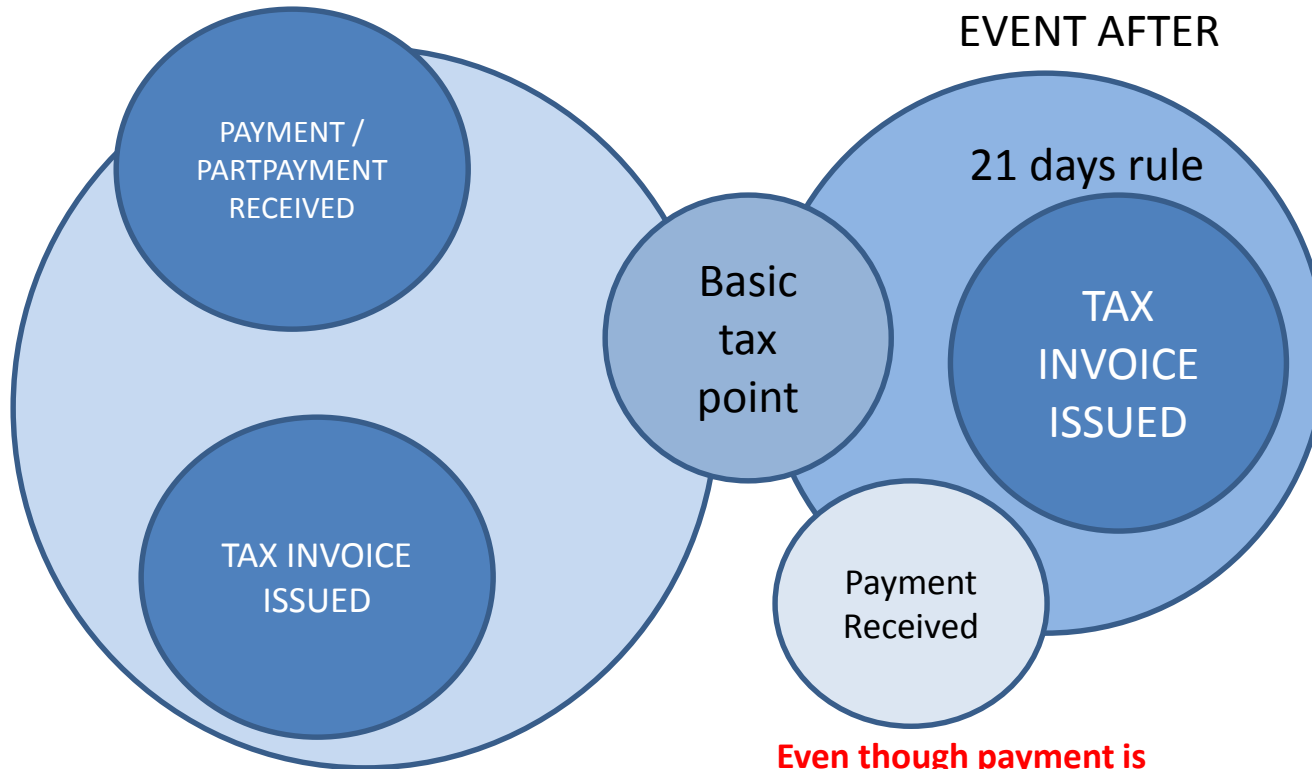 PAYMENT /
PARTPAYMENT
RECEIVED
TAX INVOICE
ISSUED
Basic
tax
point
EVENT AFTER
21 days rule
TAX
INVOICE
ISSUED
Payment
Received
Even though payment is